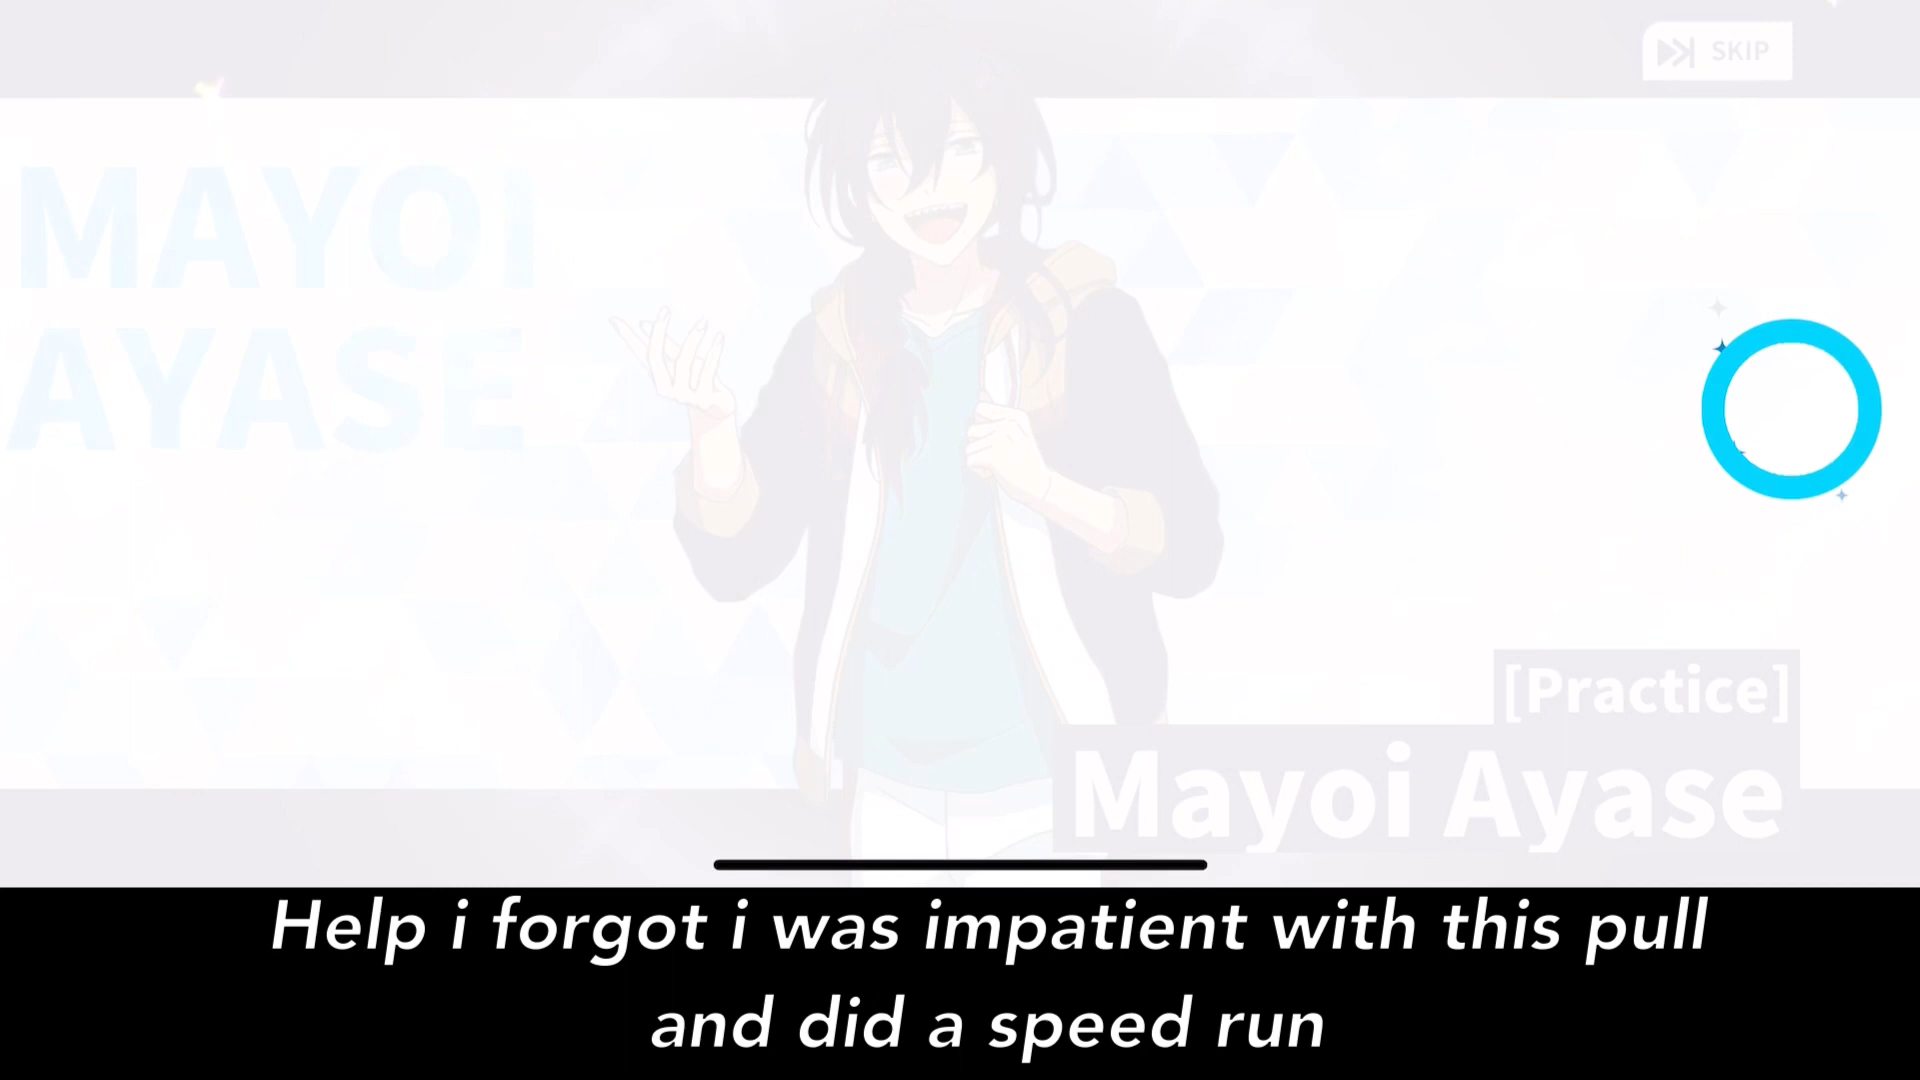 SKIP
MAYOI
AYASE
[Practice]
Mayoi Ayase
Help i forgot i was impatient with this pull
and did a speed run